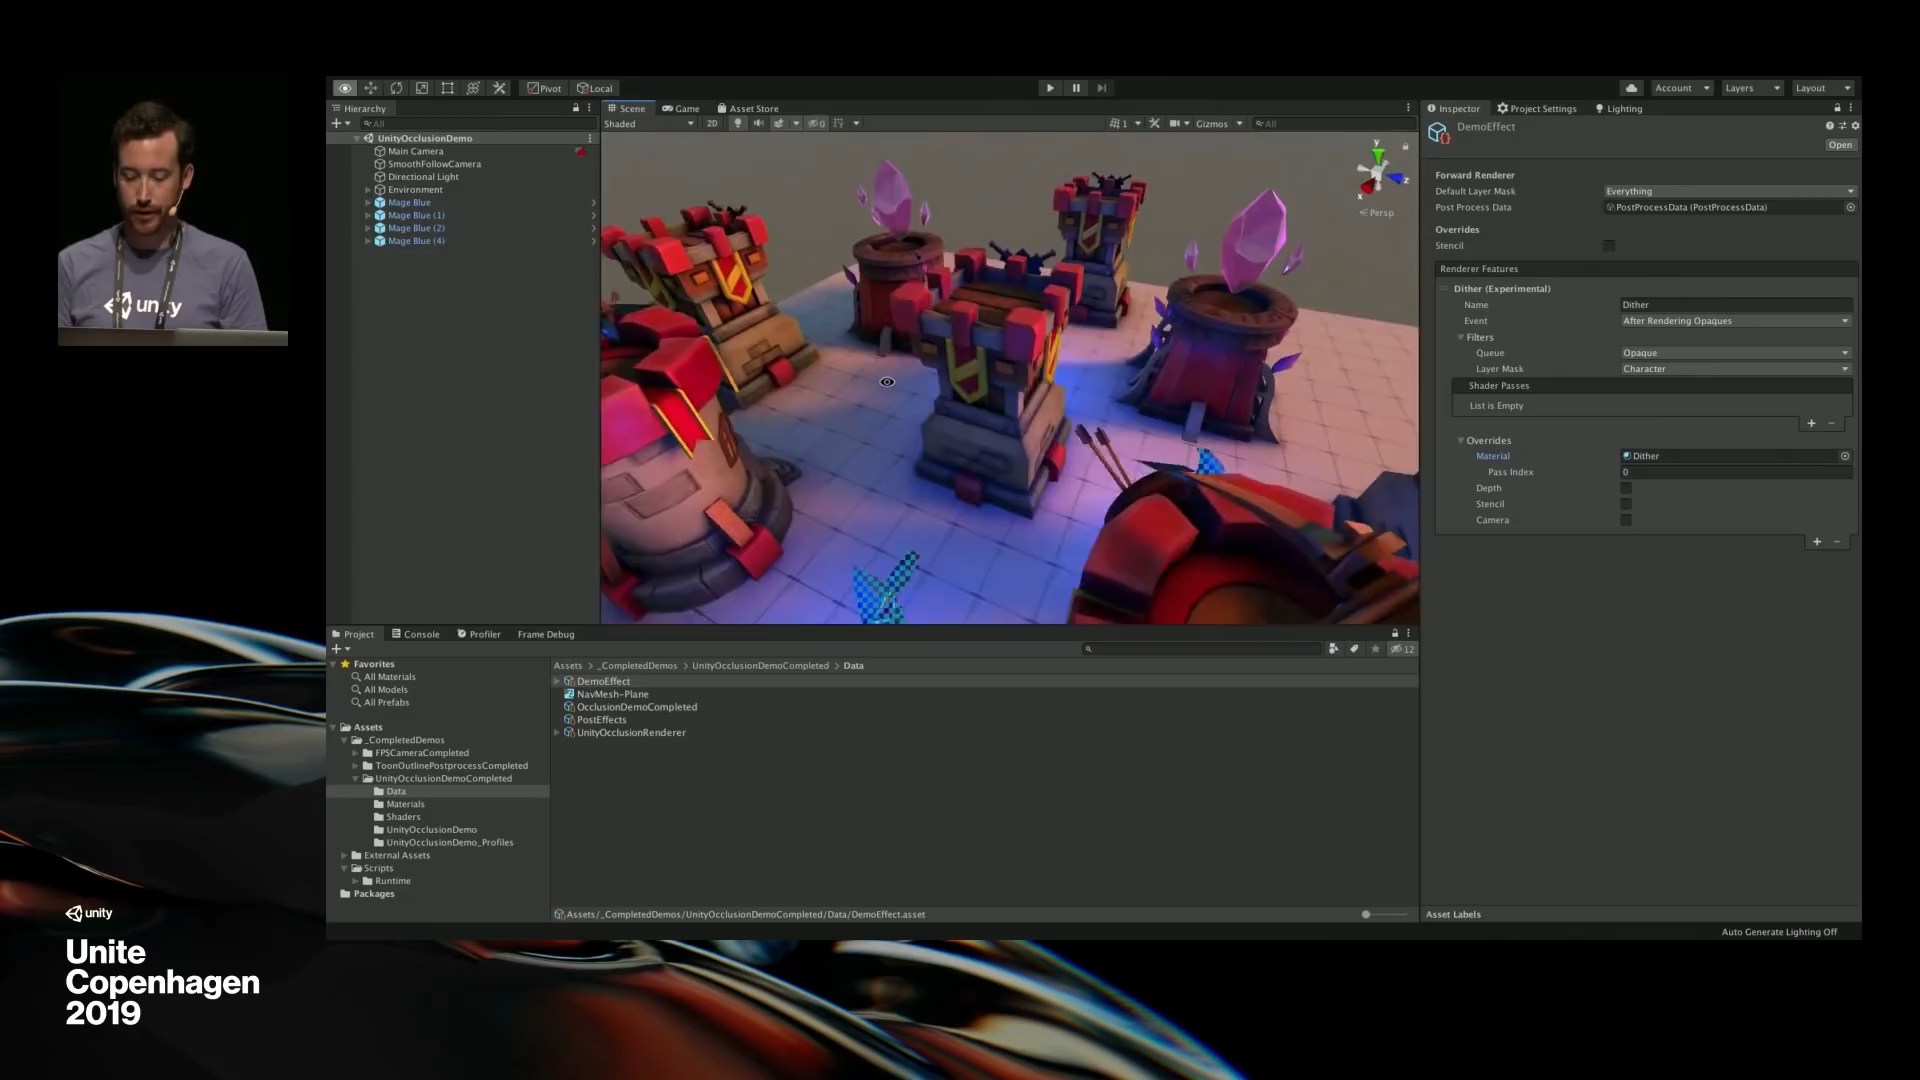 unity
unity
Unite
Copenhagen
2019
Pivot
Local
Account
Layers
Layout
Hierarchy
All
UnityOcclusionDemo
Main Camera
SmoothFollowCamera
Directional Light
Environment
Mage Blue
Mage Blue (1)
Mage Blue (2)
Mage Blue (4)
Scene
Game
Asset Store
Shaded
2D
0
1
Gizmos
All
y
z
x
Persp
Inspector
Project Settings
Lighting
DemoEffect
Open
Forward Renderer
Default Layer Mask Everything
Post Process Data PostProcessData (PostProcessData)
Overrides
Stencil
Renderer Features
Dither (Experimental)
Name Dither
Event After Rendering Opaques
Filters
Queue Opaque
Layer Mask Character
Shader Passes
List is Empty
Overrides
Material Dither
Pass Index 0
Depth
Stencil
Camera
Project
Console
Profiler
Frame Debug
12
Favorites
All Materials
All Models
All Prefabs
Assets
_CompletedDemos
FPSCameraCompleted
ToonOutlinePostprocessCompleted
UnityOcclusionDemoCompleted
Data
Materials
Shaders
UnityOcclusionDemo
UnityOcclusionDemo_Profiles
External Assets
Scripts
Runtime
Packages
Assets > _CompletedDemos > UnityOcclusionDemoCompleted > Data
DemoEffect
NavMesh-Plane
OcclusionDemoCompleted
PostEffects
UnityOcclusionRenderer
Assets/_CompletedDemos/UnityOcclusionDemoCompleted/Data/DemoEffect.asset
Asset Labels
Auto Generate Lighting Off